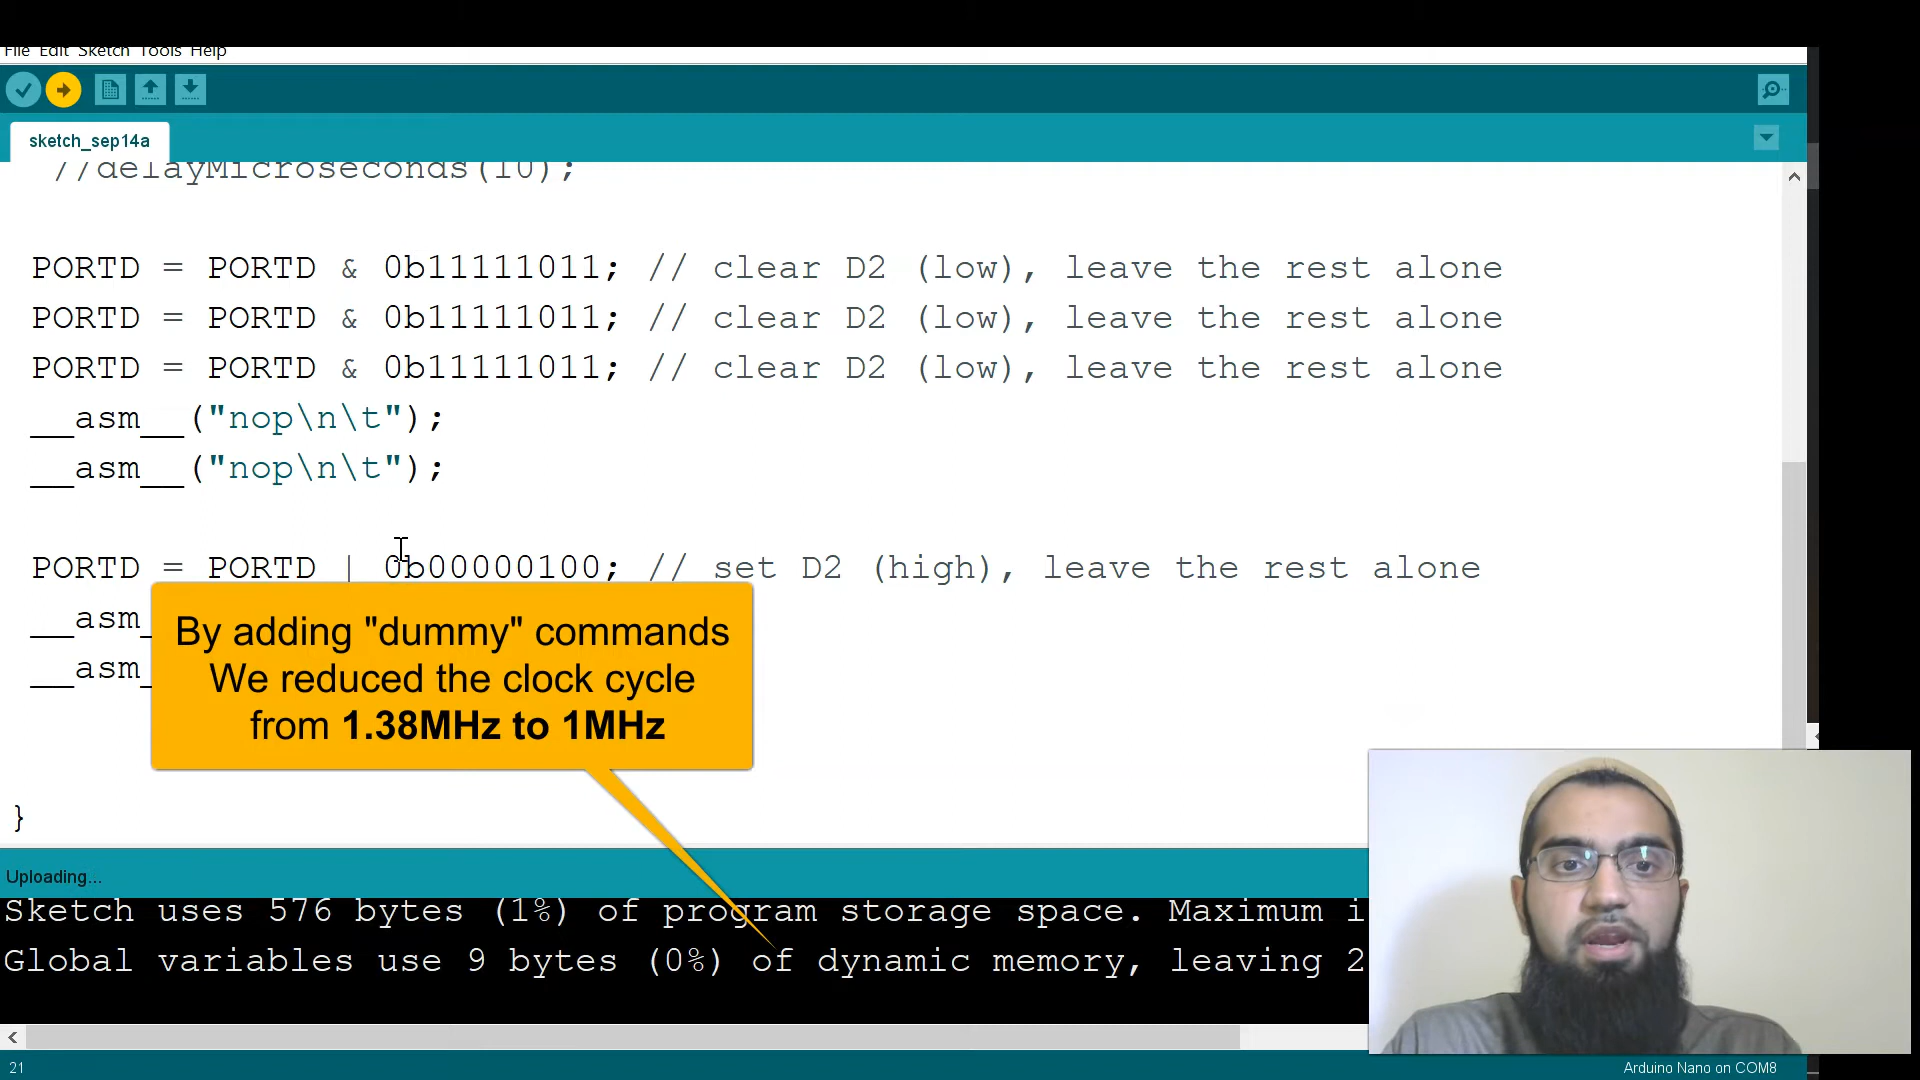 File Edit Sketch Tools Help
sketch_sep14a
//delayMicroseconds(10);
PORTD = PORTD & 0b11111011; // clear D2 (low), leave the rest alone
PORTD = PORTD & 0b11111011; // clear D2 (low), leave the rest alone
PORTD = PORTD & 0b11111011; // clear D2 (low), leave the rest alone
__asm__("nop\n\t");
__asm__("nop\n\t");
PORTD = PORTD | 0b00000100; // set D2 (high), leave the rest alone
__asm_
__asm_
By adding "dummy" commands
We reduced the clock cycle
from 1.38MHz to 1MHz
}
Uploading...
Sketch uses 576 bytes (1%) of program storage space. Maximum i
Global variables use 9 bytes (0%) of dynamic memory, leaving 2
21
Arduino Nano on COM8